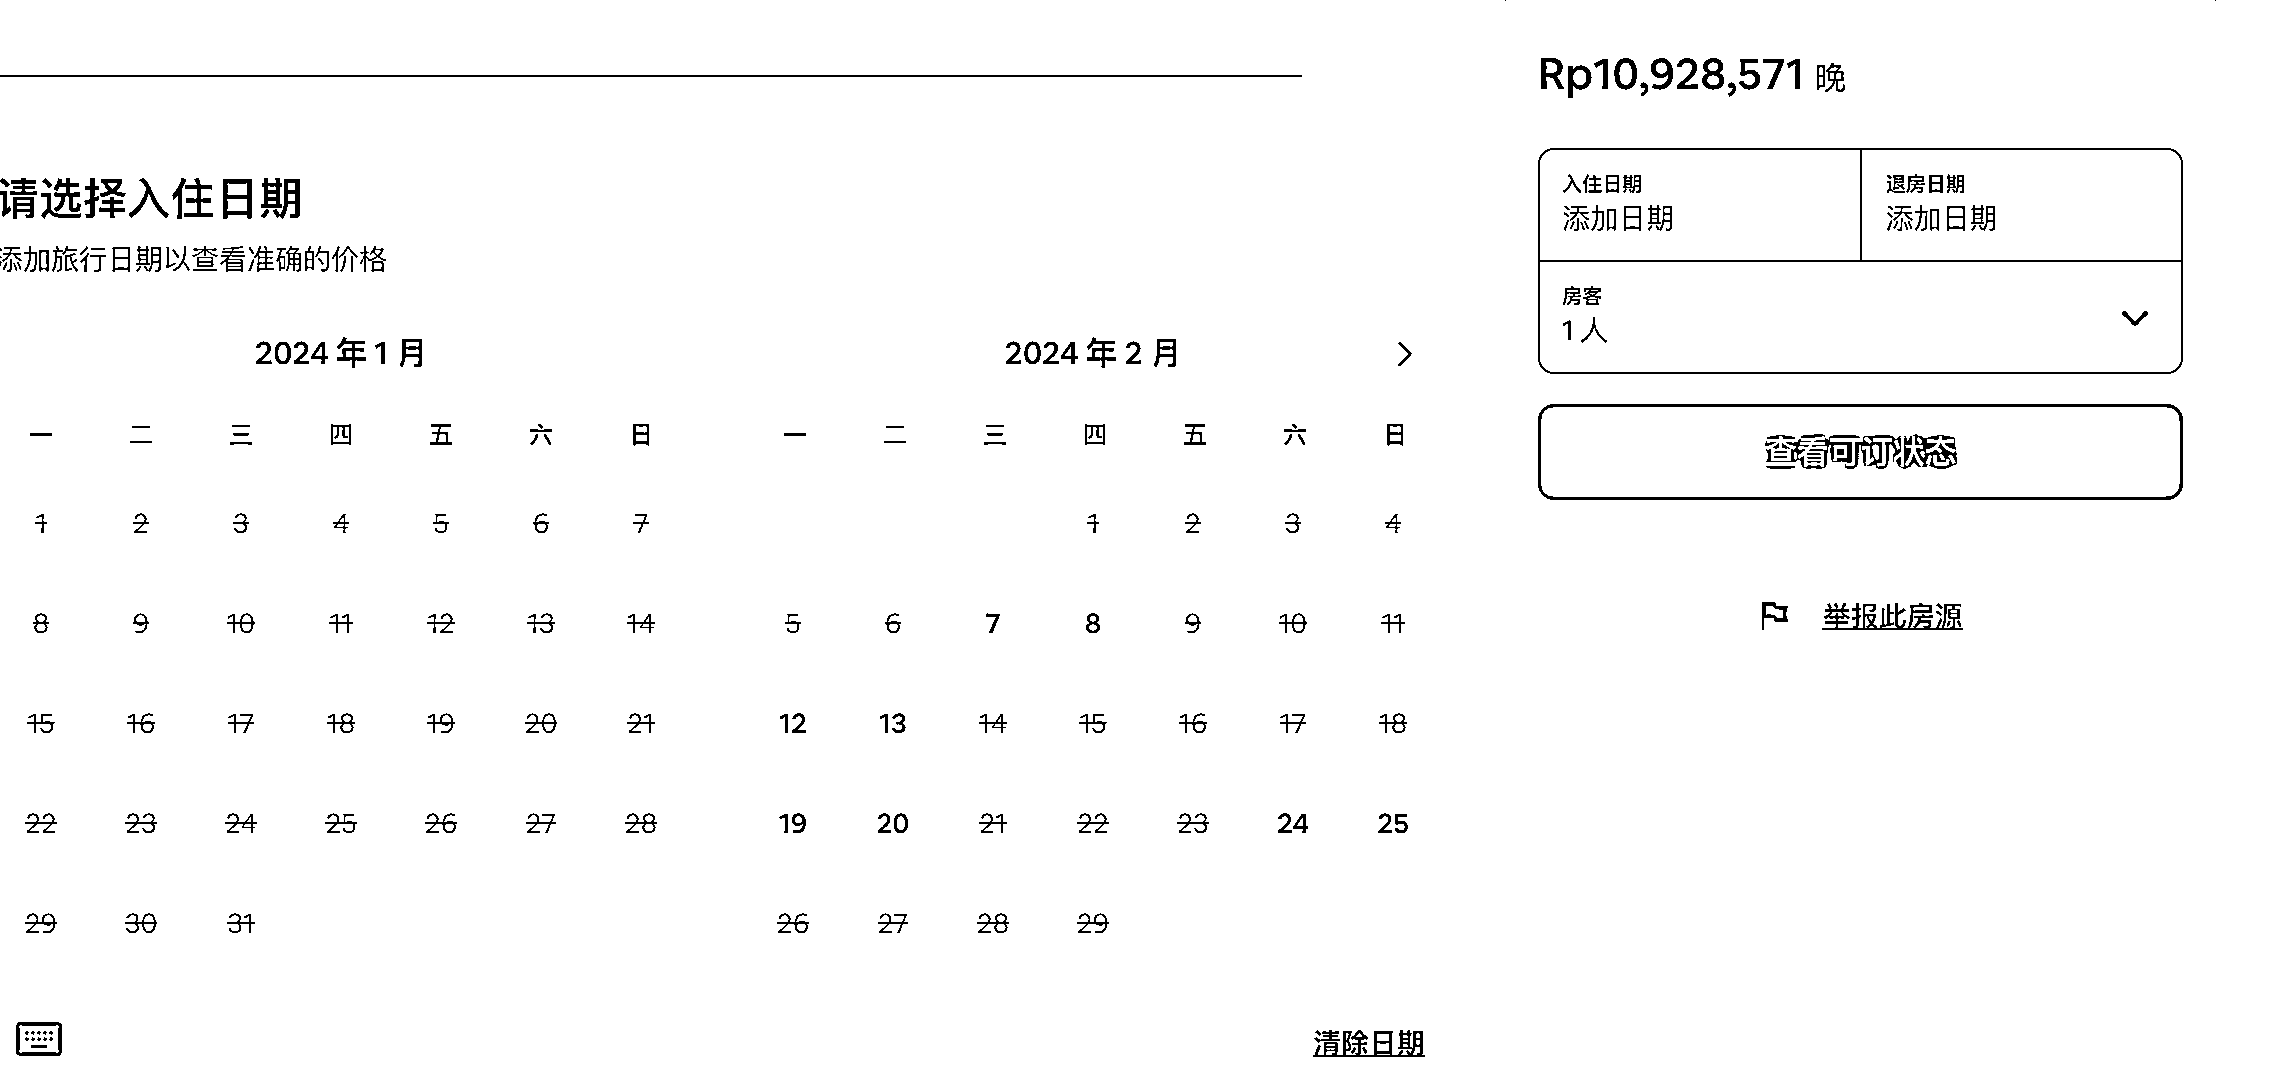 请选择入住日期
添加旅行日期以查看准确的价格
2024 年 1 月
一 二 三 四 五 六 日
1 2 3 4 5 6 7
8 9 10 11 12 13 14
15 16 17 18 19 20 21
22 23 24 25 26 27 28
29 30 31
2024 年 2 月
一 二 三 四 五 六 日
1 2 3 4
5 6 7 8 9 10 11
12 13 14 15 16 17 18
19 20 21 22 23 24 25
26 27 28 29
清除日期
Rp10,928,571 晚
入住日期
添加日期
退房日期
添加日期
房客
1 人
查看可订状态
举报此房源